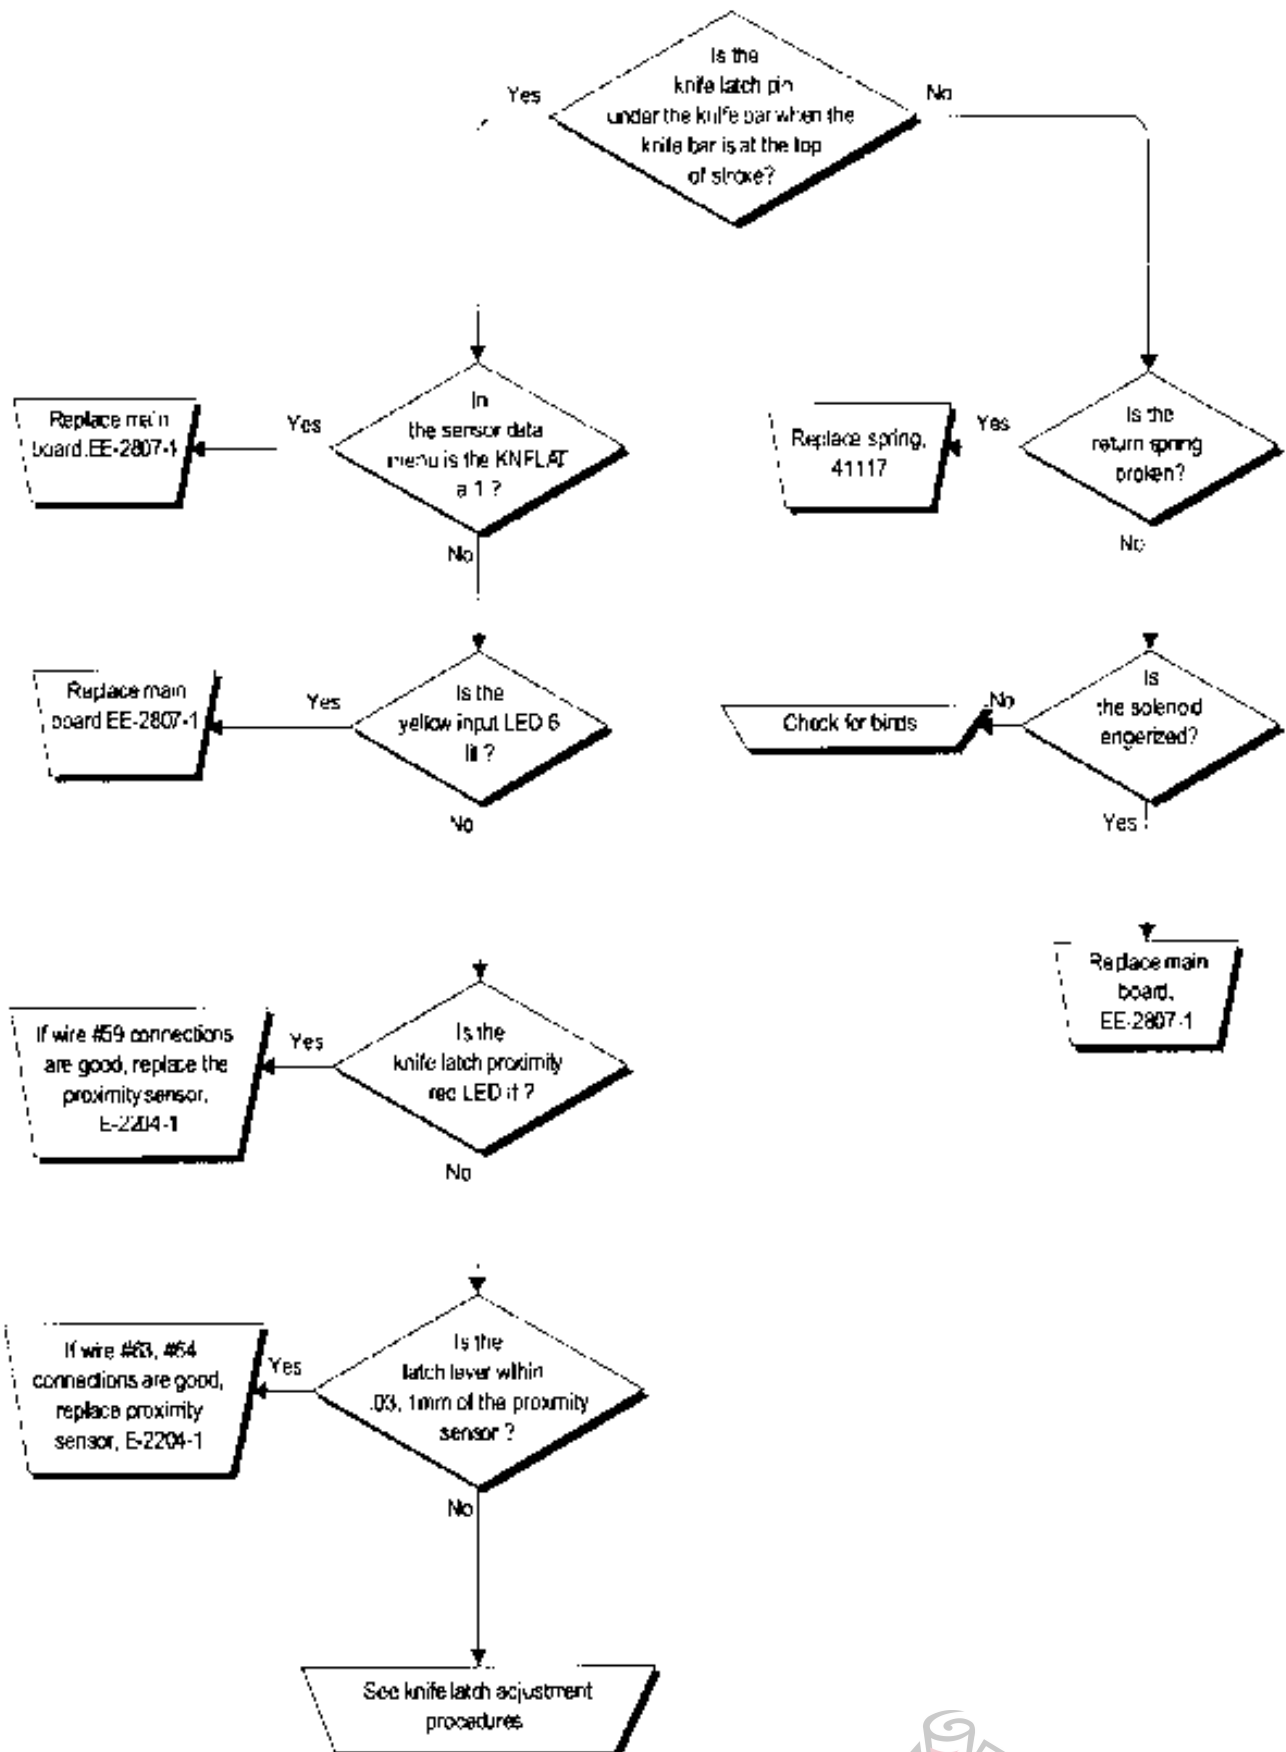 Is the
knife latch pin
under the knife bar when the
knife bar is at the top
of stroke?
Yes
No
In
the sensor data
menu is the KNFLAT
a 1 ?
Yes
No
Replace main
board.EE-2807-1
Is the
return spring
broken?
Yes
No
Replace spring,
41117
Is the
yellow input LED 6
lit ?
Yes
No
Replace main
board EE-2807-1
Is
the solenoid
engerized?
No
Yes
Check for binds
Replace main
board,
EE-2807-1
Is the
knife latch proximity
red LED it ?
Yes
No
If wire #59 connections
are good, replace the
proximity sensor,
E-2204-1
Is the
latch lever within
.03, 1mm of the proximity
sensor ?
Yes
No
If wire #63, #64
connections are good,
replace proximity
sensor, E-2204-1
See knife latch adjustment
procedures